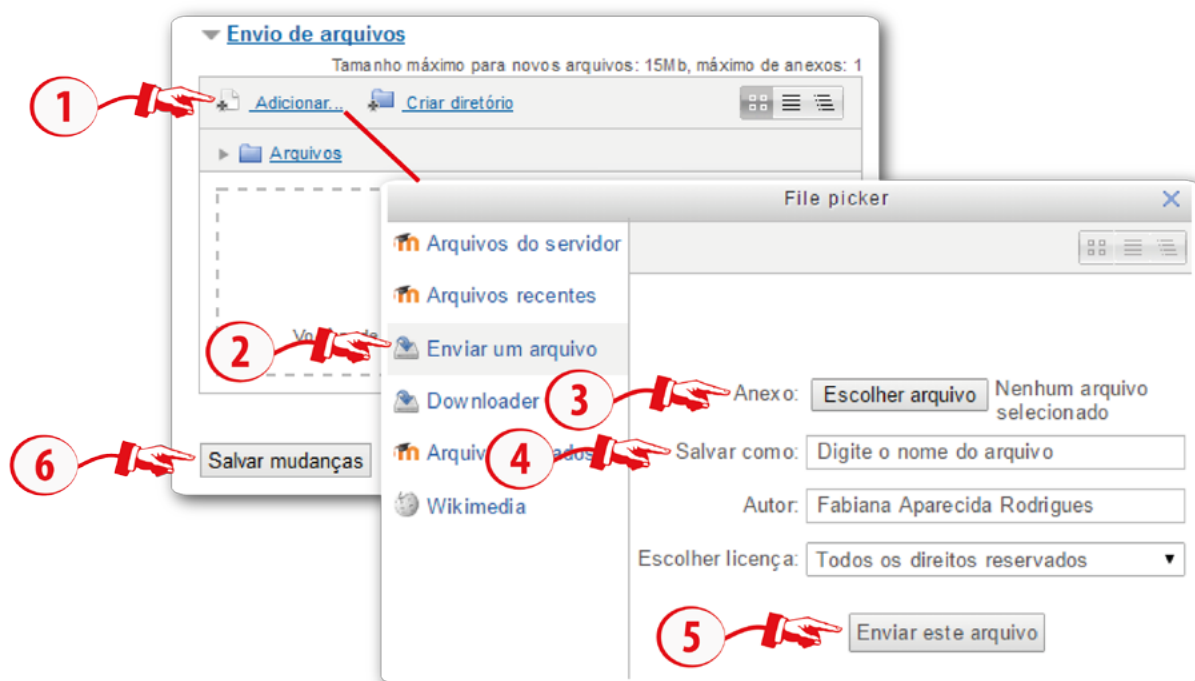 Envio de arquivos
Tamanho máximo para novos arquivos: 15Mb, máximo de anexos: 1
1
Adicionar...
Criar diretório
Arquivos
File picker
Arquivos do servidor
Arquivos recentes
2
Enviar um arquivo
3
Anexo:
Escolher arquivo
Nenhum arquivo
selecionado
Downloader
4
Salvar como:
Digite o nome do arquivo
6
Salvar mudanças
Wikimedia
Autor:
Fabiana Aparecida Rodrigues
Escolher licença:
Todos os direitos reservados
5
Enviar este arquivo